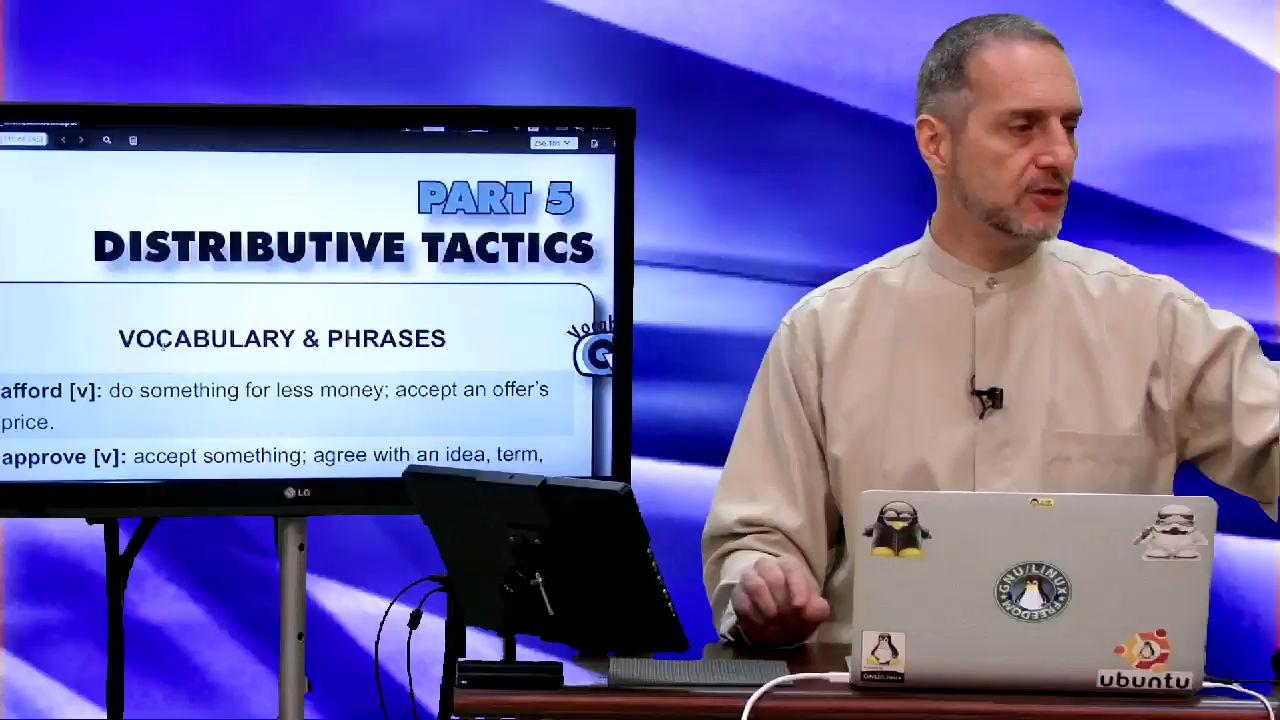 PART 5
DISTRIBUTIVE TACTICS
VOCABULARY & PHRASES
afford [v]: do something for less money; accept an offer's
price.
approve [v]: accept something; agree with an idea, term,
LG
GNU/LINUX
FREEDOM
ubuntu